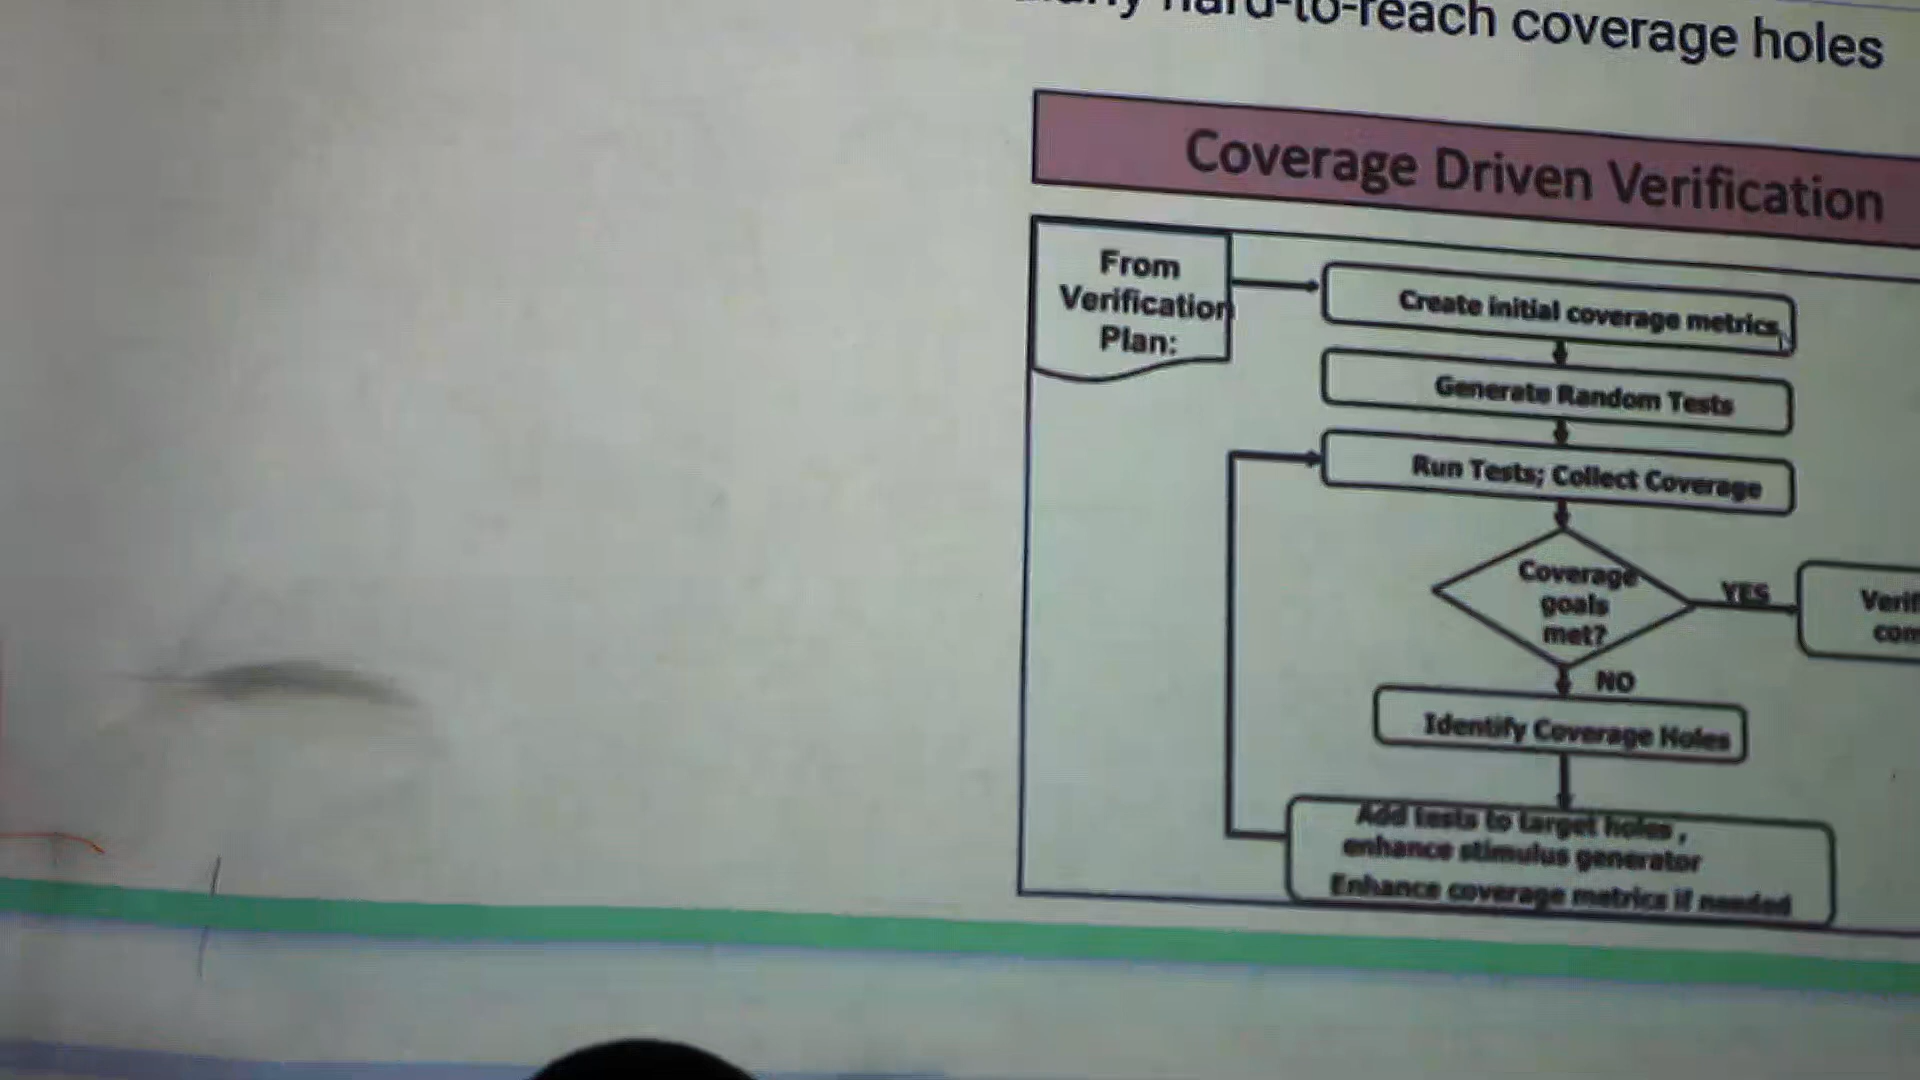 hard-to-reach coverage holes
Coverage Driven Verification
From
Verification
Plan:
Create initial coverage metrics
Generate Random Tests
Run Tests; Collect Coverage
Coverage
goals
met?
YES
NO
Identify Coverage Holes
Add tests to target holes,
enhance stimulus generator
Enhance coverage metrics if needed